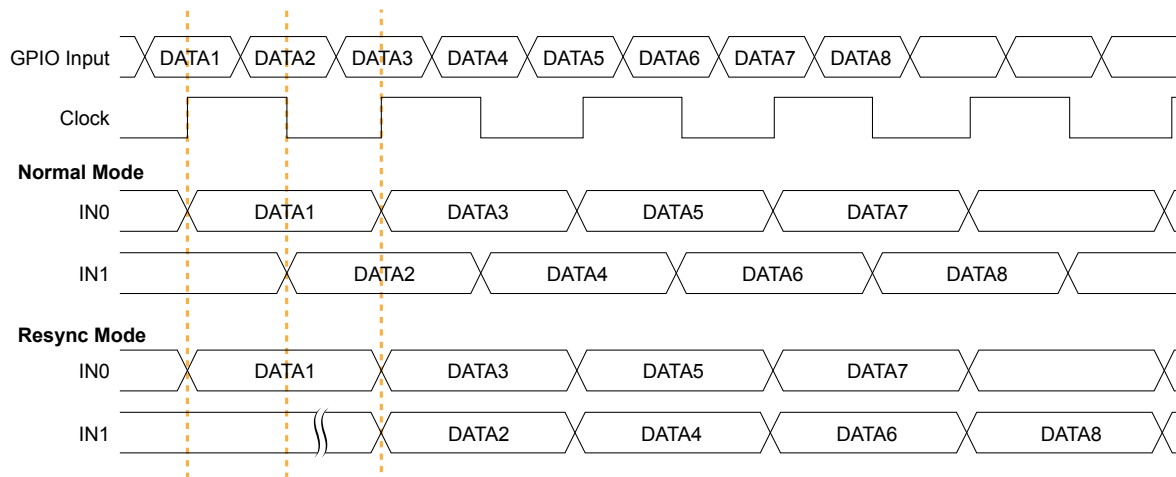 GPIO Input DATA1 DATA2 DATA3 DATA4 DATA5 DATA6 DATA7 DATA8
Clock
Normal Mode
IN0 DATA1 DATA3 DATA5 DATA7
IN1 DATA2 DATA4 DATA6 DATA8
Resync Mode
IN0 DATA1 DATA3 DATA5 DATA7
IN1 DATA2 DATA4 DATA6 DATA8